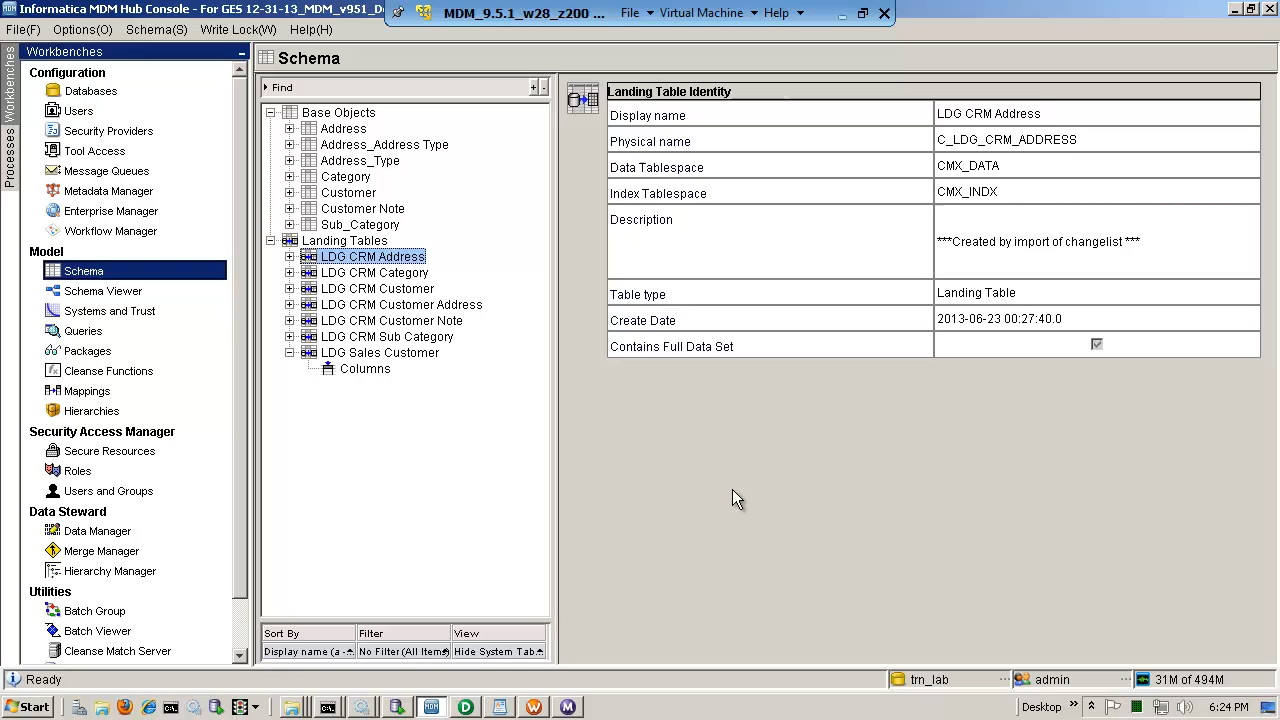 Informatica MDM Hub Console - For GES 12-31-13_MDM_v951_D
MDM_9.5.1_w28_z200 ... File Virtual Machine Help
File(F) Options(O) Schema(S) Write Lock(W) Help(H)
Workbenches
Processes
Workbenches
Configuration
Databases
Users
Security Providers
Tool Access
Message Queues
Metadata Manager
Enterprise Manager
Workflow Manager
Model
Schema
Schema Viewer
Systems and Trust
Queries
Packages
Cleanse Functions
Mappings
Hierarchies
Security Access Manager
Secure Resources
Roles
Users and Groups
Data Steward
Data Manager
Merge Manager
Hierarchy Manager
Utilities
Batch Group
Batch Viewer
Cleanse Match Server
Schema
Find + -
Base Objects
Address
Address_Address Type
Address_Type
Category
Customer
Customer Note
Sub_Category
Landing Tables
LDG CRM Address
LDG CRM Category
LDG CRM Customer
LDG CRM Customer Address
LDG CRM Customer Note
LDG CRM Sub Category
LDG Sales Customer
Columns
Sort By Filter View
Display name (a - No Filter(All Items) Hide System Tab...
Landing Table Identity
Display name LDG CRM Address
Physical name C_LDG_CRM_ADDRESS
Data Tablespace CMX_DATA
Index Tablespace CMX_INDX
Description ***Created by import of changelist ***
Table type Landing Table
Create Date 2013-06-23 00:27:40.0
Contains Full Data Set
Ready trn_lab ... admin ... 31M of 494M
Start Desktop » 6:24 PM